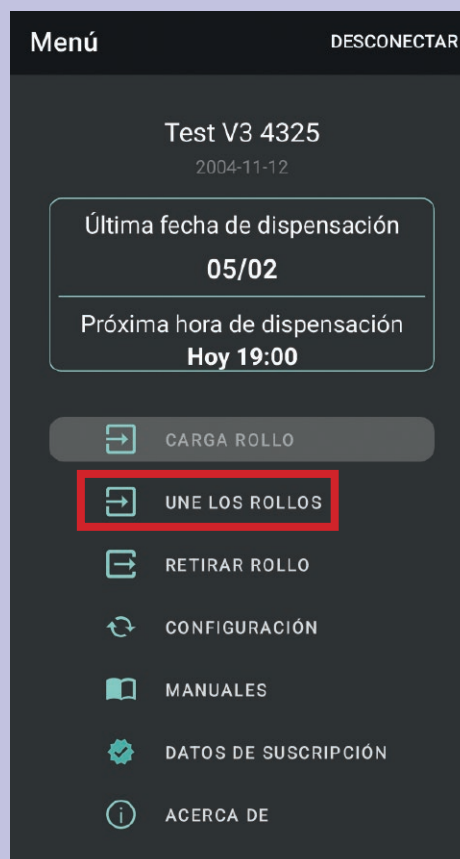 Menú
DESCONECTAR
Test V3 4325
2004-11-12
Última fecha de dispensación
05/02
Próxima hora de dispensación
Hoy 19:00
CARGA ROLLO
UNE LOS ROLLOS
RETIRAR ROLLO
CONFIGURACIÓN
MANUALES
DATOS DE SUSCRIPCIÓN
ACERCA DE